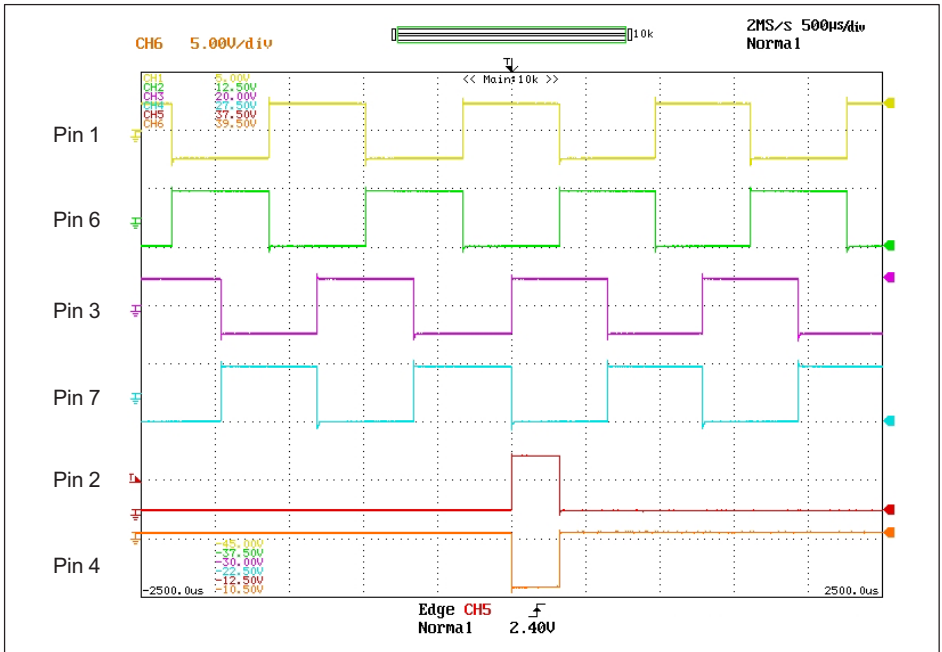 CH6 5.00V/div
10k
2MS/s 500µs/div
Normal
T
<< Main:10k >>
CH1 5.00V
CH2 12.50V
CH3 20.00V
CH4 27.50V
CH5 37.50V
CH6 39.50V
Pin 1
Pin 6
Pin 3
Pin 7
Pin 2
Pin 4
-45.00V
-37.50V
-30.00V
-22.50V
-12.50V
-10.50V
-2500.0us
2500.0us
Edge CH5
Normal 2.40V